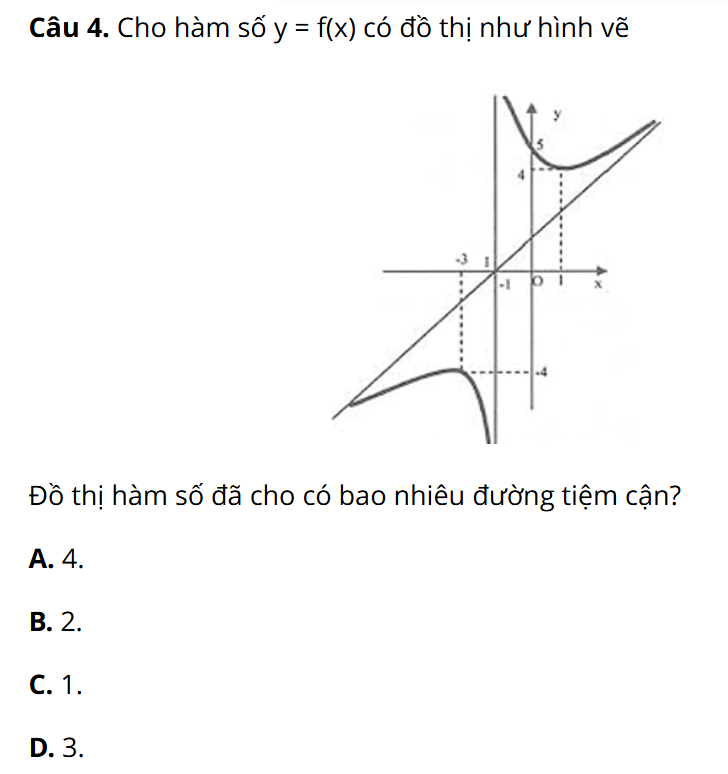 Câu 4. Cho hàm số y = f(x) có đồ thị như hình vẽ
y
5
4
-3 1
-1 O 1 x
-4
Đồ thị hàm số đã cho có bao nhiêu đường tiệm cận?
A. 4.
B. 2.
C. 1.
D. 3.